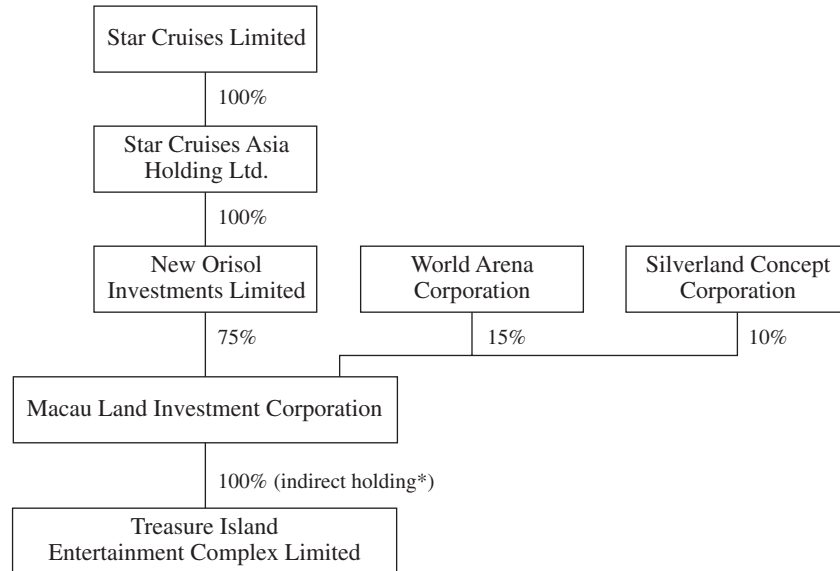 Star Cruises Limited
100%
Star Cruises Asia
Holding Ltd.
100%
New Orisol
Investments Limited
World Arena
Corporation
Silverland Concept
Corporation
75%
15%
10%
Macau Land Investment Corporation
100% (indirect holding*)
Treasure Island
Entertainment Complex Limited